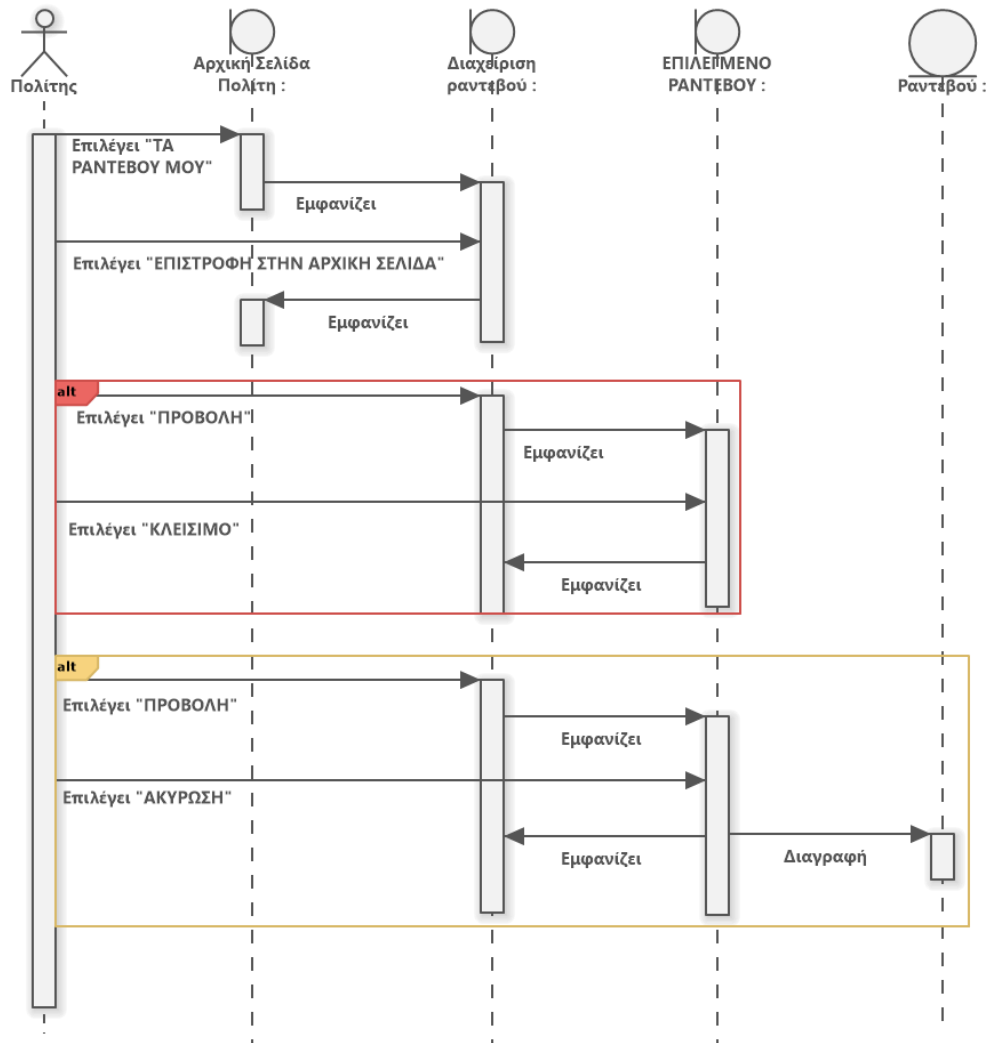 Πολίτης
Αρχική Σελίδα
Πολίτη :
Διαχείριση
ραντεβού :
ΕΠΙΛΕΓΜΕΝΟ
ΡΑΝΤΕΒΟΥ :
Ραντεβού :
Επιλέγει "ΤΑ
ΡΑΝΤΕΒΟΥ ΜΟΥ"
Εμφανίζει
Επιλέγει "ΕΠΙΣΤΡΟΦΗ ΣΤΗΝ ΑΡΧΙΚΗ ΣΕΛΙΔΑ"
Εμφανίζει
alt
Επιλέγει "ΠΡΟΒΟΛΗ"
Εμφανίζει
Επιλέγει "ΚΛΕΙΣΙΜΟ"
Εμφανίζει
alt
Επιλέγει "ΠΡΟΒΟΛΗ"
Εμφανίζει
Επιλέγει "ΑΚΥΡΩΣΗ"
Εμφανίζει
Διαγραφή